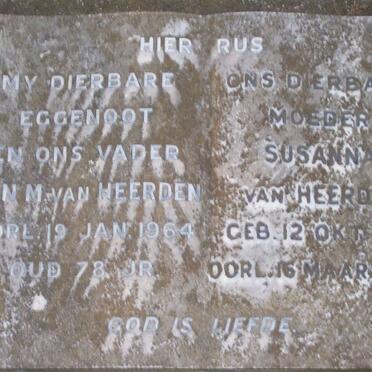 HIER RUS
MY DIERBARE
EGGENOOT
EN ONS VADER
N M. VAN HEERDEN
OORL. 19 JAN. 1964
OUD 78 JR.
ONS DIERBA
MOEDER
SUSANNA
VAN HEERD
GEB. 12 OKT.
OORL. 16 MAAR
GOD IS LIEFDE.